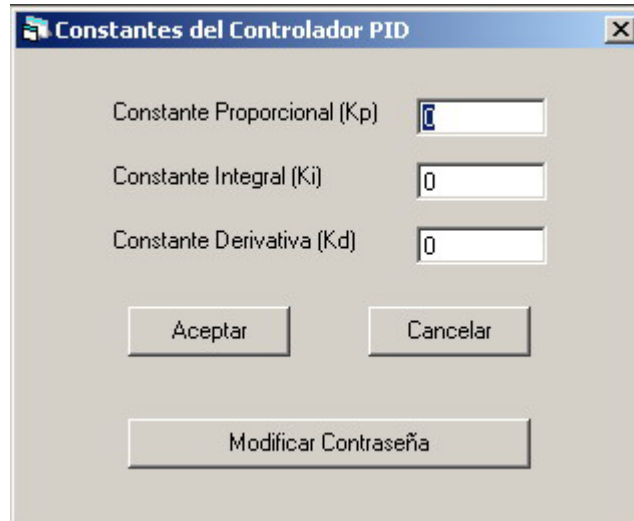 Constantes del Controlador PID
Constante Proporcional (Kp) 0
Constante Integral (Ki) 0
Constante Derivativa (Kd) 0
Aceptar Cancelar
Modificar Contraseña